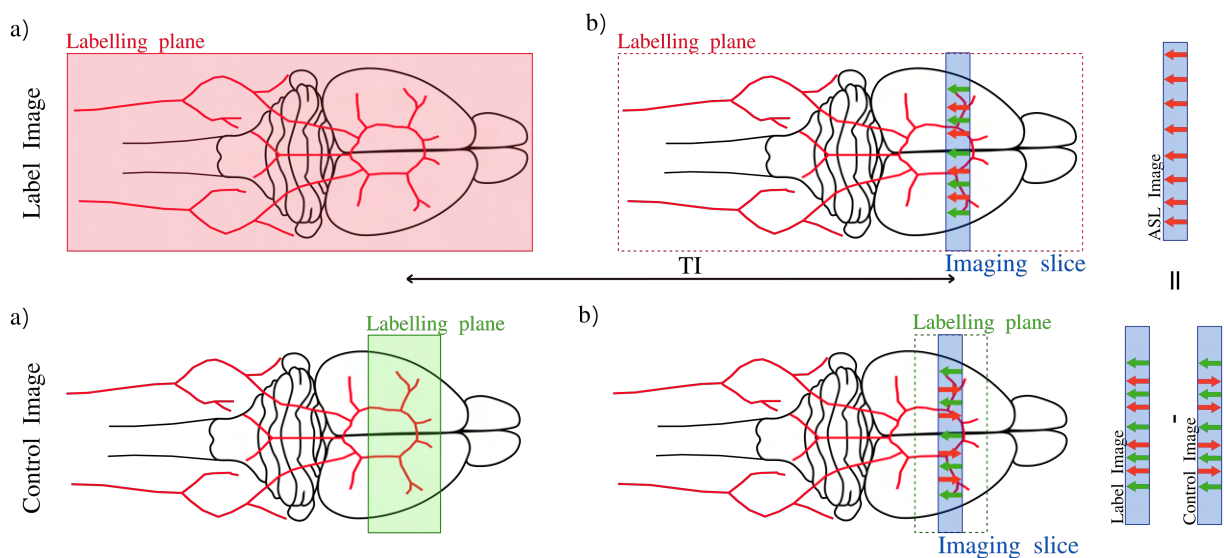 a)
Labelling plane
Label Image
b)
Labelling plane
Imaging slice
ASL Image
TI
=
a)
Labelling plane
Control Image
b)
Labelling plane
Imaging slice
Label Image
-
Control Image